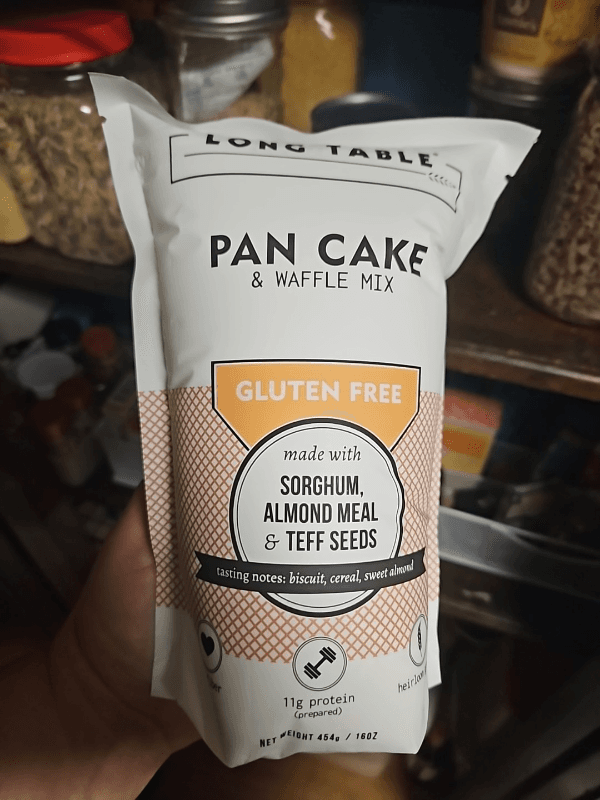 LONG TABLE
PAN CAKE
& WAFFLE MIX
GLUTEN FREE
made with
SORGHUM,
ALMOND MEAL
& TEFF SEEDS
tasting notes: biscuit, cereal, sweet almond
11g protein
(prepared)
NET WEIGHT 454g / 16OZ